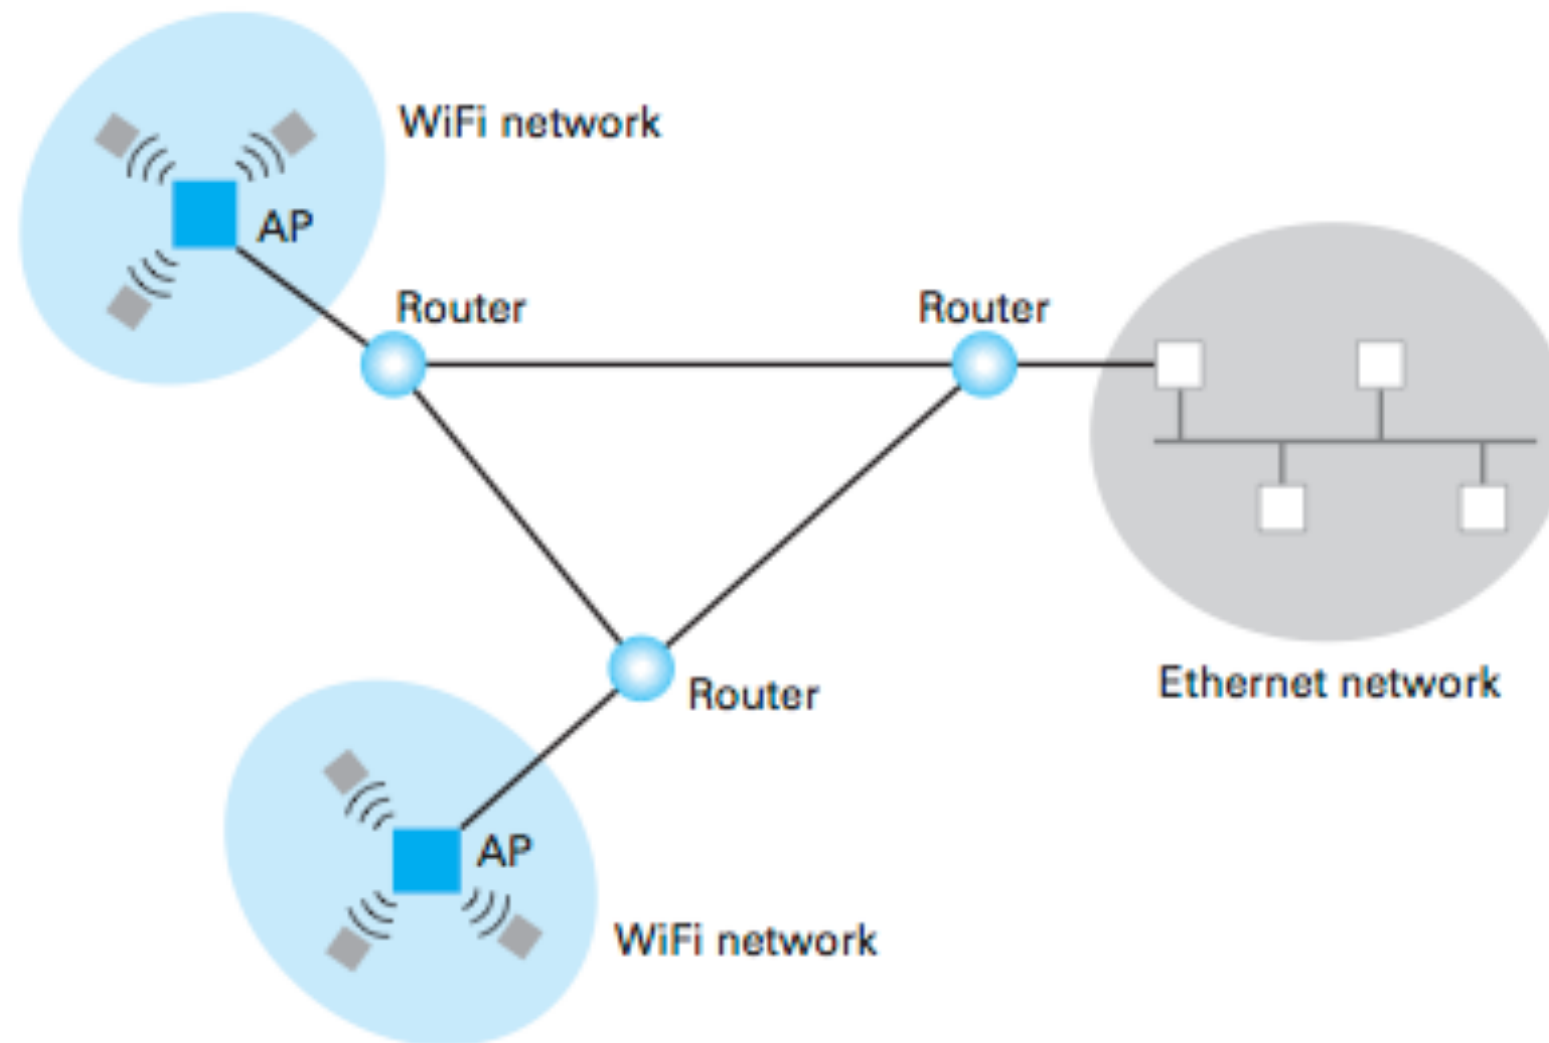 WiFi network
AP
Router
Router
Router
Ethernet network
AP
WiFi network